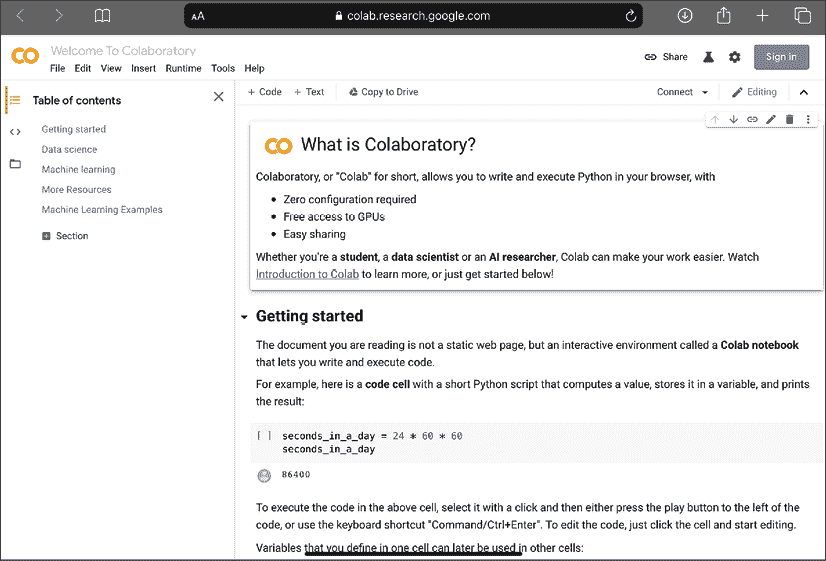 AA colab.research.google.com
CO Welcome To Colaboratory
File Edit View Insert Runtime Tools Help
Share
Sign in
Table of contents
Getting started
Data science
Machine learning
More Resources
Machine Learning Examples
Section
+ Code + Text Copy to Drive
Connect Editing
CO What is Colaboratory?
Colaboratory, or "Colab" for short, allows you to write and execute Python in your browser, with
• Zero configuration required
• Free access to GPUs
• Easy sharing
Whether you're a student, a data scientist or an AI researcher, Colab can make your work easier. Watch
Introduction to Colab to learn more, or just get started below!
Getting started
The document you are reading is not a static web page, but an interactive environment called a Colab notebook
that lets you write and execute code.
For example, here is a code cell with a short Python script that computes a value, stores it in a variable, and prints
the result:
[ ] seconds_in_a_day = 24 * 60 * 60
seconds_in_a_day
86400
To execute the code in the above cell, select it with a click and then either press the play button to the left of the
code, or use the keyboard shortcut "Command/Ctrl+Enter". To edit the code, just click the cell and start editing.
Variables that you define in one cell can later be used in other cells: